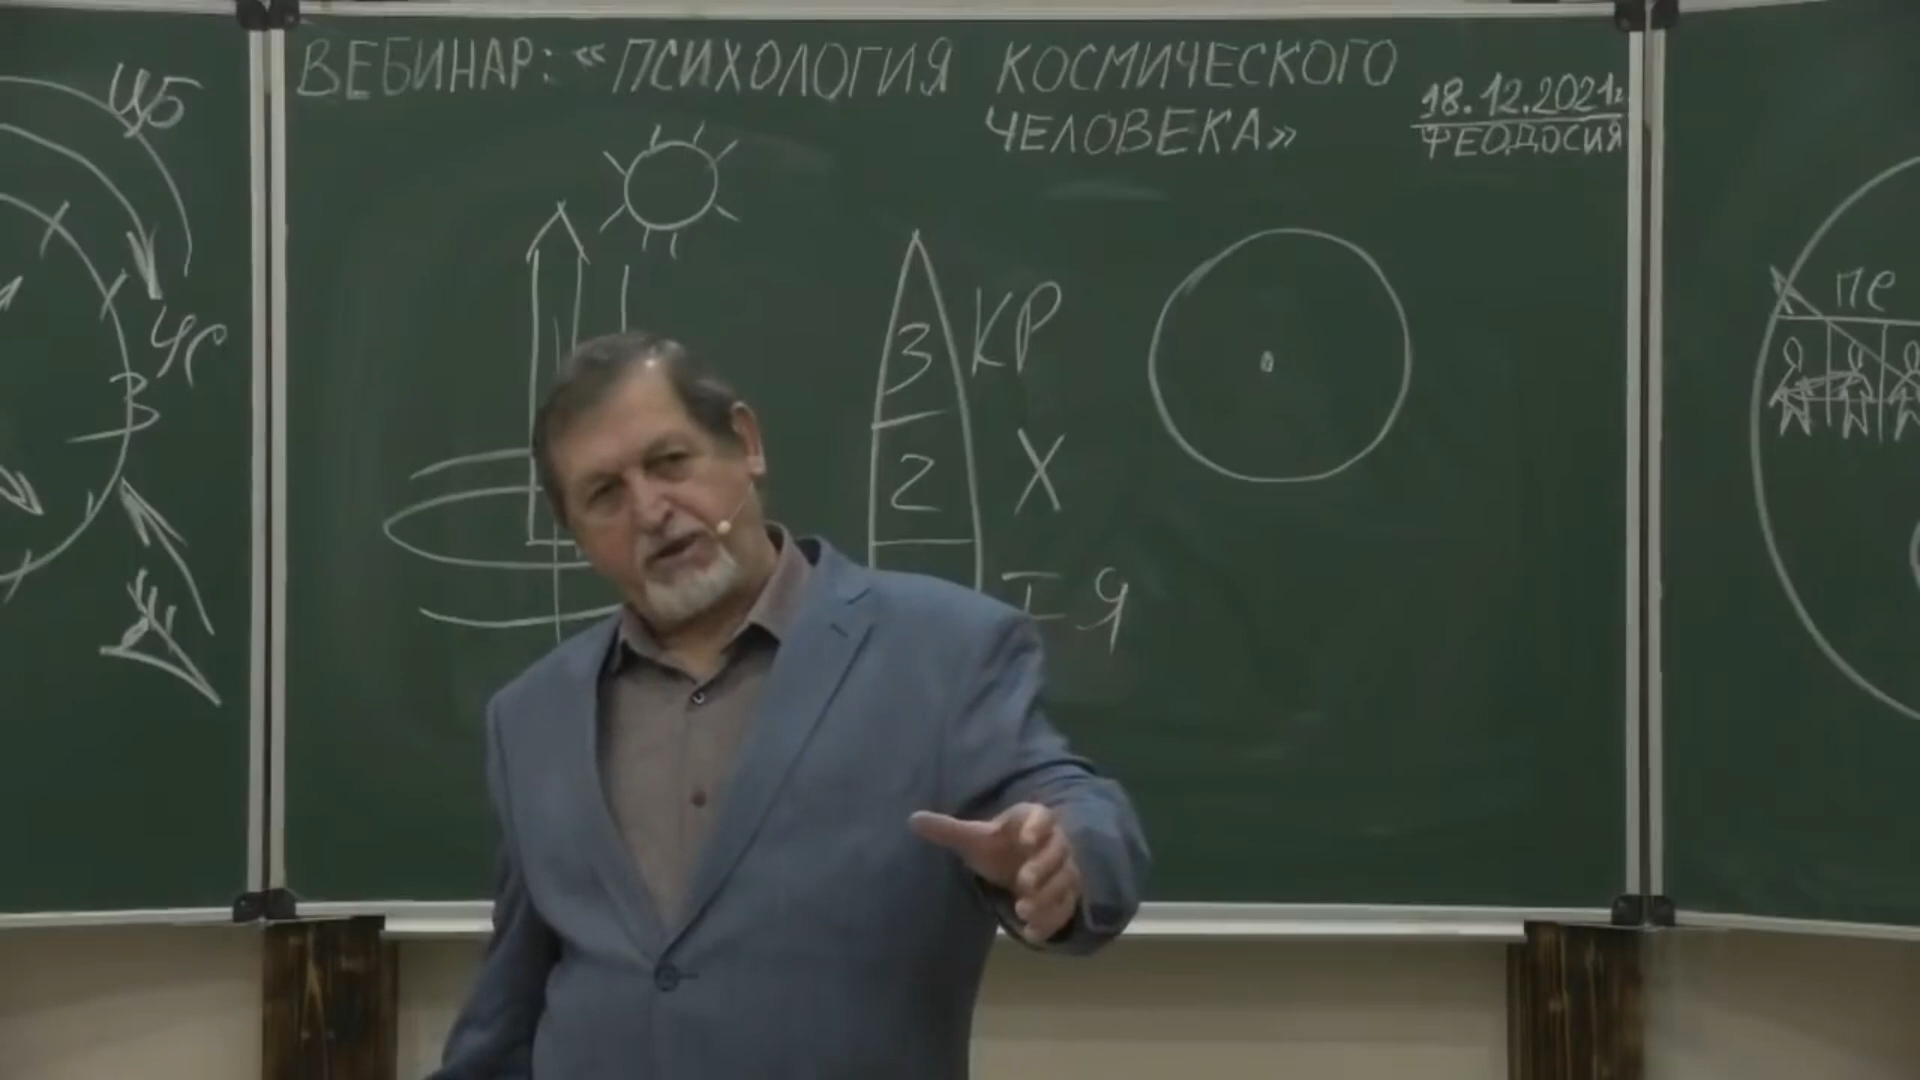 ВЕБИНАР: «ПСИХОЛОГИЯ КОСМИЧЕСКОГО
ЧЕЛОВЕКА»
18.12.2021г
ФЕОДОСИЯ
ЦБ
ЧС
З
3 КР
2 Х
I Я
пе